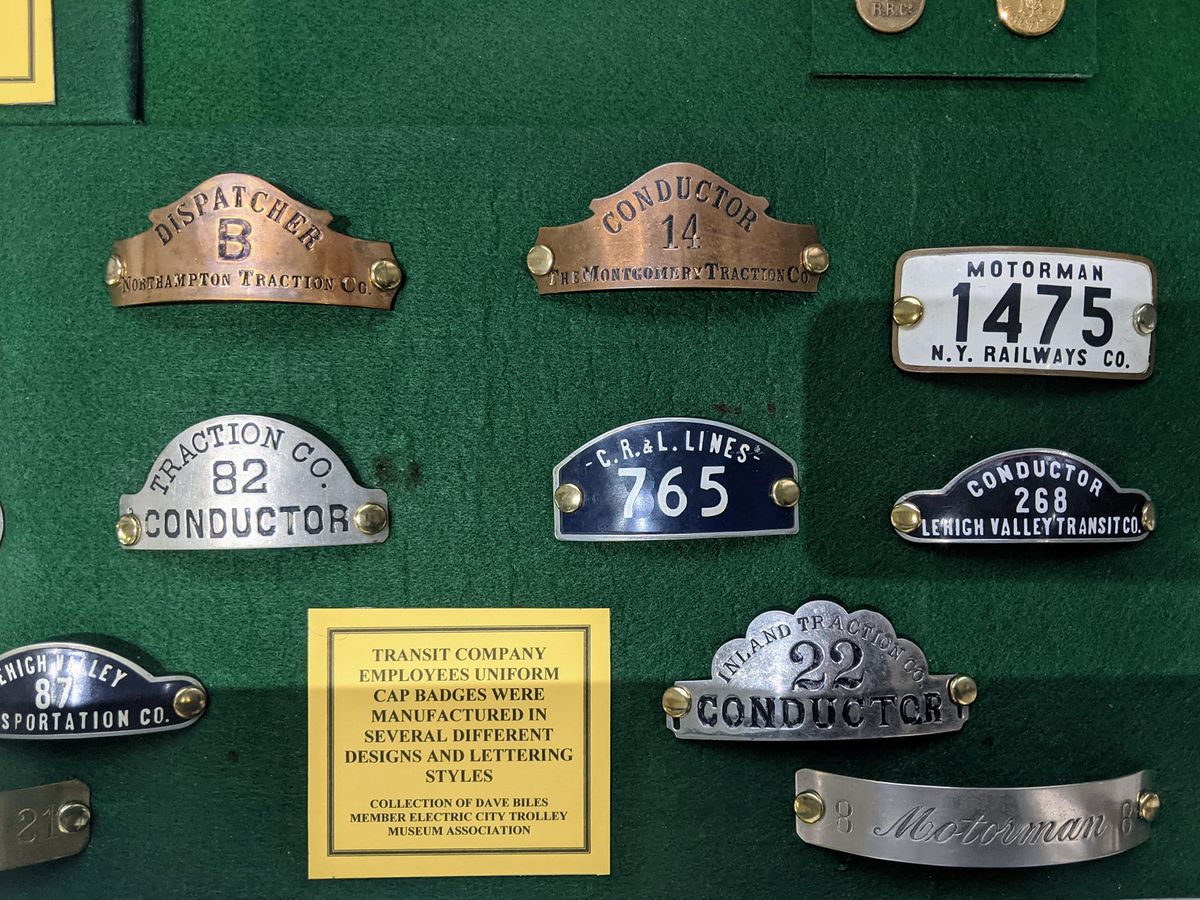 R.R.Co.
DISPATCHER
B
NORTHAMPTON TRACTION CO.
CONDUCTOR
14
THE MONTGOMERY TRACTION CO.
MOTORMAN
1475
N.Y. RAILWAYS CO.
TRACTION CO.
82
CONDUCTOR
-C.R.&L. LINES-
765
CONDUCTOR
268
LEHIGH VALLEY TRANSIT CO.
EHIGH VALLEY
87
SPORTATION CO.
TRANSIT COMPANY
EMPLOYEES UNIFORM
CAP BADGES WERE
MANUFACTURED IN
SEVERAL DIFFERENT
DESIGNS AND LETTERING
STYLES
COLLECTION OF DAVE BILES
MEMBER ELECTRIC CITY TROLLEY
MUSEUM ASSOCIATION
INLAND TRACTION CO.
22
CONDUCTOR
21
8 Motorman 8